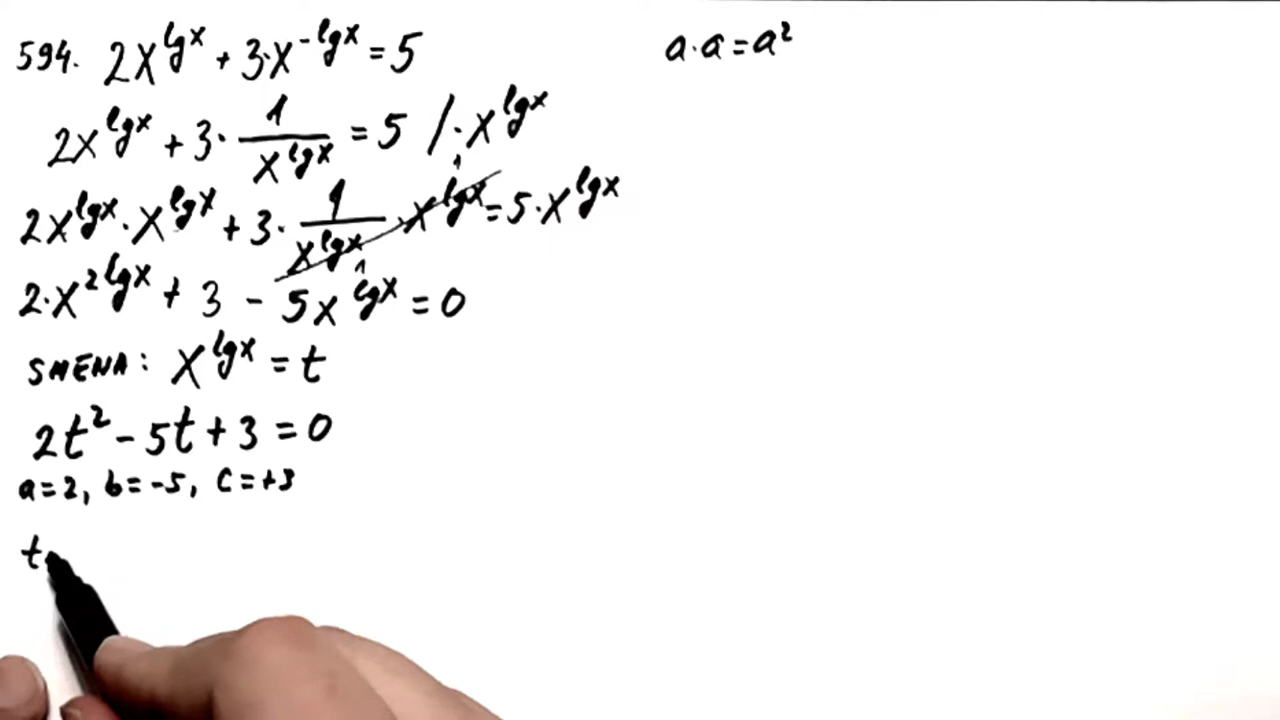 594. 2x^lgx + 3·x^-lgx = 5
a·a = a²
2x^lgx + 3· 1/x^lgx = 5 /·x^lgx
2x^lgx · x^lgx + 3· 1/x^lgx · x^lgx = 5·x^lgx
2·x^2lgx + 3 - 5x^lgx = 0
SMENA: x^lgx = t
2t² - 5t + 3 = 0
a=2, b=-5, c=+3
t